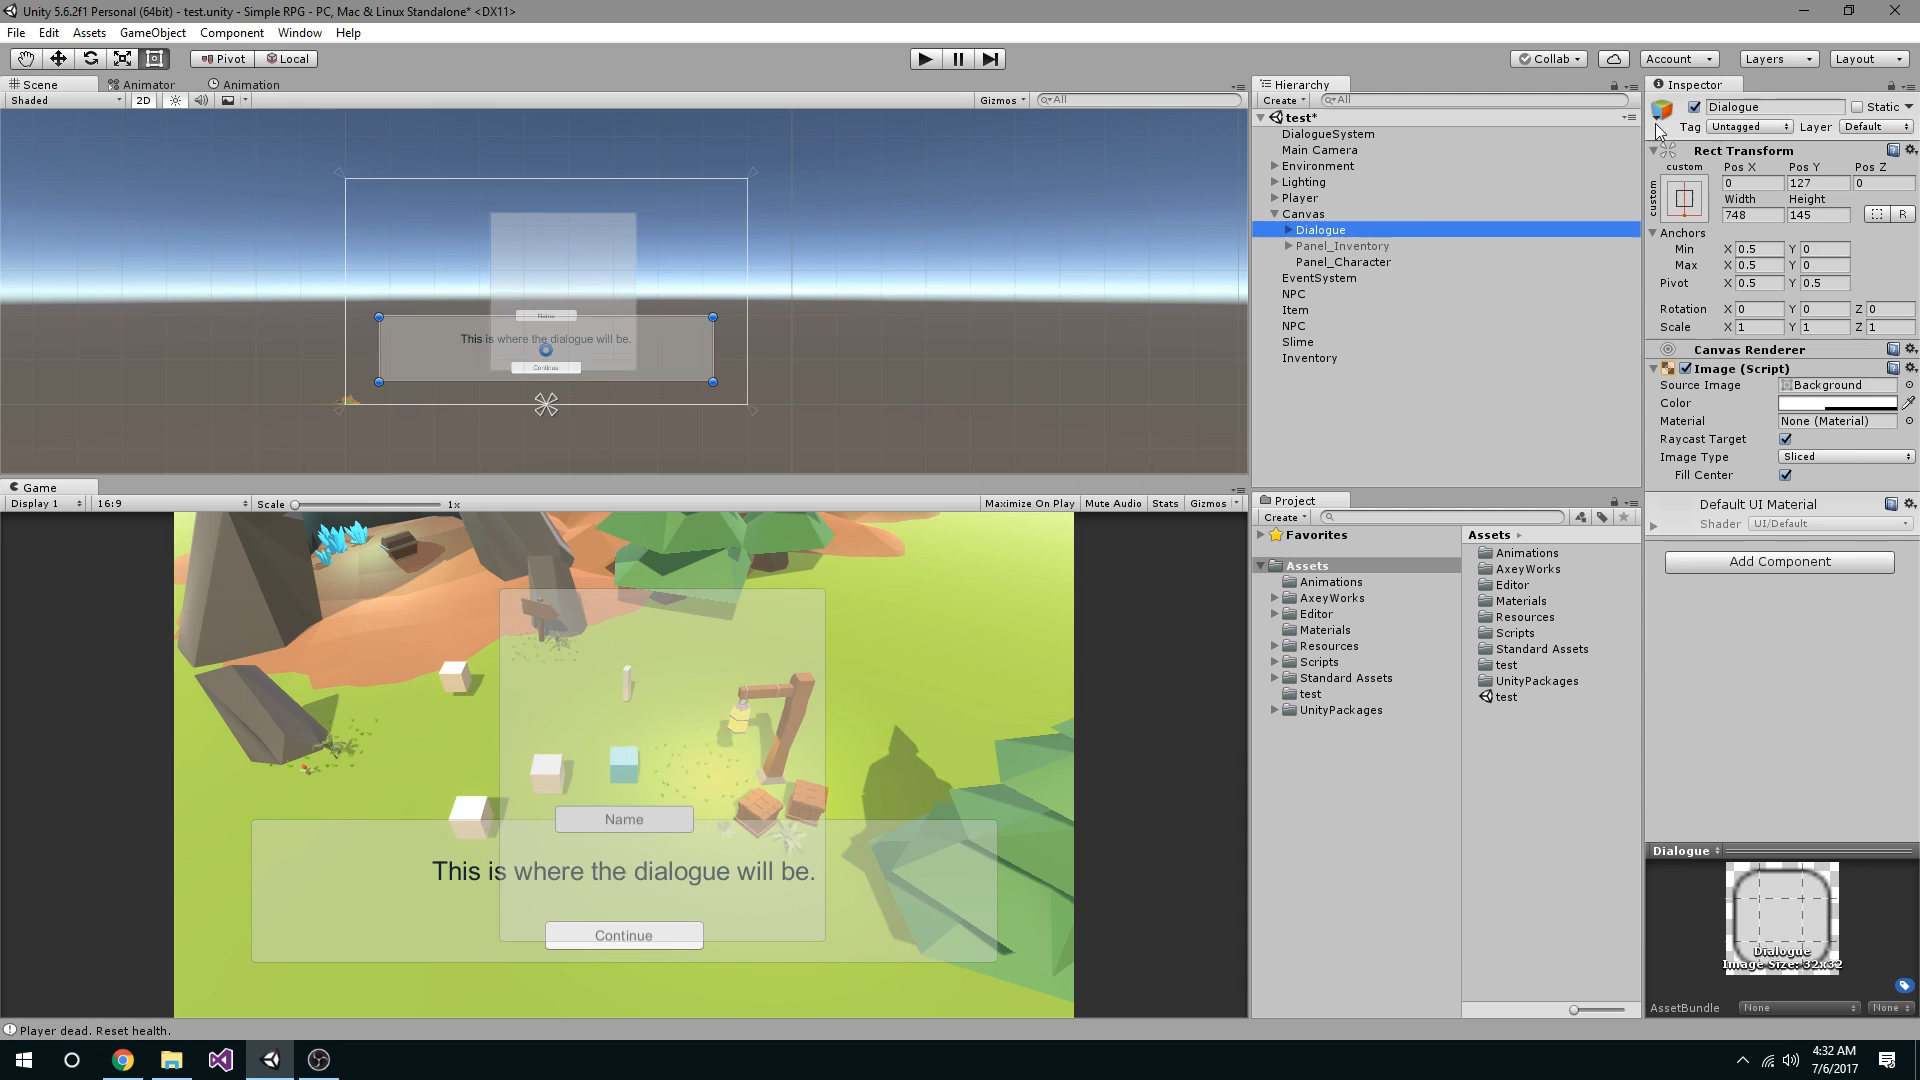 Unity 5.6.2f1 Personal (64bit) - test.unity - Simple RPG - PC, Mac & Linux Standalone* <DX11>
File Edit Assets GameObject Component Window Help
Pivot Local Collab Account Layers Layout
Scene Animator Animation
Shaded 2D Gizmos All
Name
This is where the dialogue will be.
Continue
Game
Display 1 16:9 Scale 1x Maximize On Play Mute Audio Stats Gizmos
Name
This is where the dialogue will be.
Continue
Hierarchy
Create All
test*
DialogueSystem
Main Camera
Environment
Lighting
Player
Canvas
Dialogue
Panel_Inventory
Panel_Character
EventSystem
NPC
Item
NPC
Slime
Inventory
Project
Create
Favorites
Assets
Animations
AxeyWorks
Editor
Materials
Resources
Scripts
Standard Assets
test
UnityPackages
Assets
Animations
AxeyWorks
Editor
Materials
Resources
Scripts
Standard Assets
test
UnityPackages
test
Inspector
Dialogue Static
Tag Untagged Layer Default
Rect Transform
custom Pos X Pos Y Pos Z
custom 0 127 0
Width Height
748 145 R
Anchors
Min X 0.5 Y 0
Max X 0.5 Y 0
Pivot X 0.5 Y 0.5
Rotation X 0 Y 0 Z 0
Scale X 1 Y 1 Z 1
Canvas Renderer
Image (Script)
Source Image Background
Color
Material None (Material)
Raycast Target
Image Type Sliced
Fill Center
Default UI Material
Shader UI/Default
Add Component
Dialogue
Dialogue
Image Size: 32x32
AssetBundle None None
Player dead. Reset health.
4:32 AM
7/6/2017